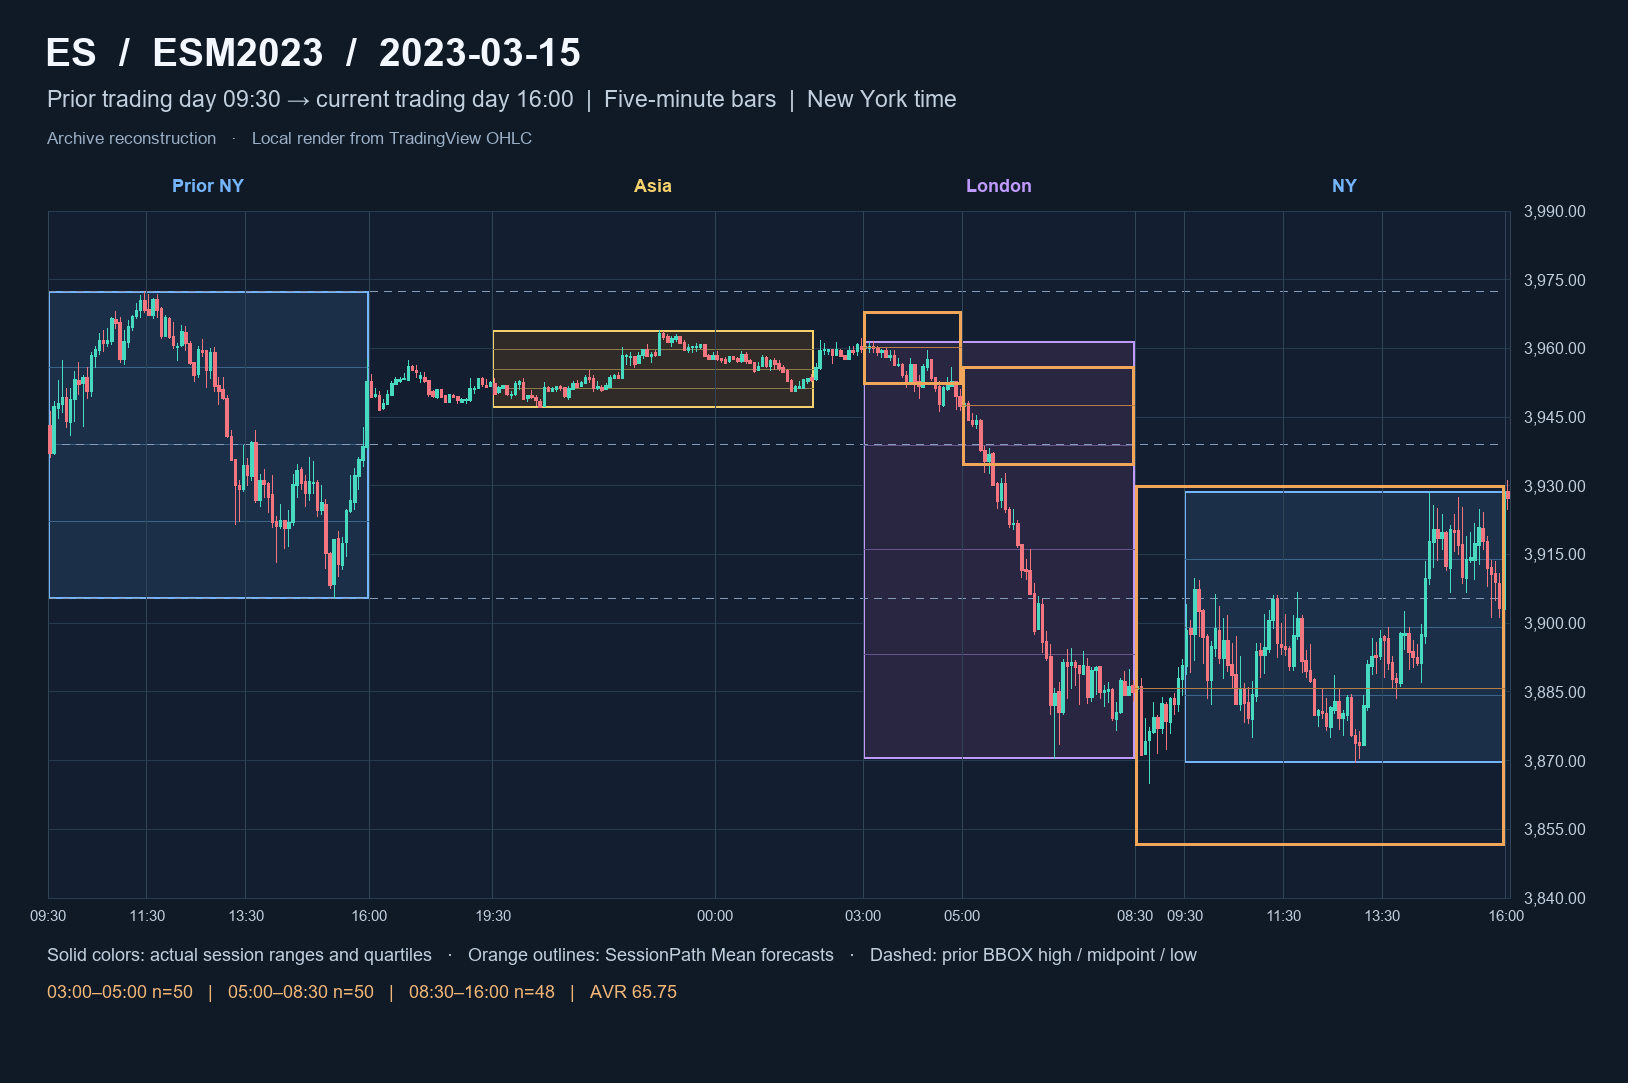 ES / ESM2023 / 2023-03-15
Prior trading day 09:30 → current trading day 16:00 | Five-minute bars | New York time
Archive reconstruction · Local render from TradingView OHLC
Prior NY Asia London NY
3,990.00
3,975.00
3,960.00
3,945.00
3,930.00
3,915.00
3,900.00
3,885.00
3,870.00
3,855.00
3,840.00
09:30 11:30 13:30 16:00 19:30 00:00 03:00 05:00 08:30 09:30 11:30 13:30 16:00
Solid colors: actual session ranges and quartiles · Orange outlines: SessionPath Mean forecasts · Dashed: prior BBOX high / midpoint / low
03:00–05:00 n=50 | 05:00–08:30 n=50 | 08:30–16:00 n=48 | AVR 65.75